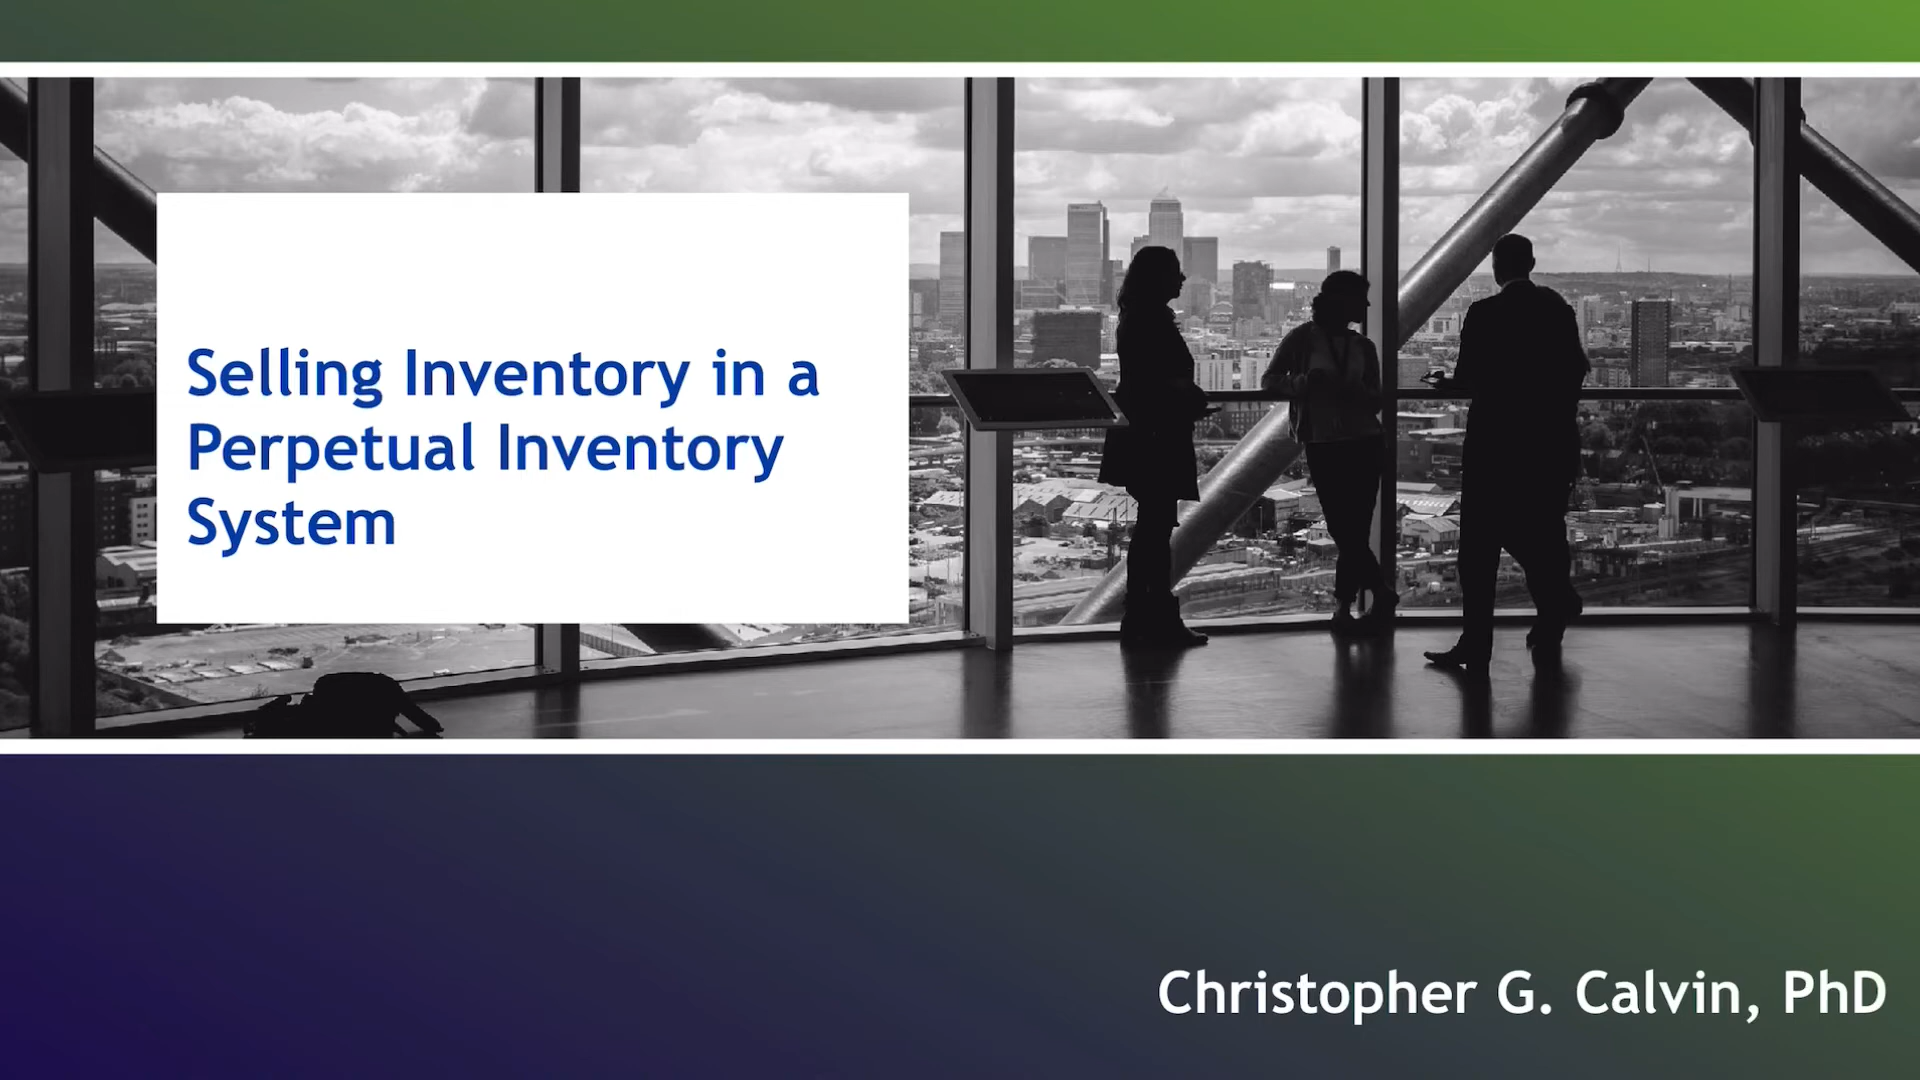 Selling Inventory in a
Perpetual Inventory
System
Christopher G. Calvin, PhD